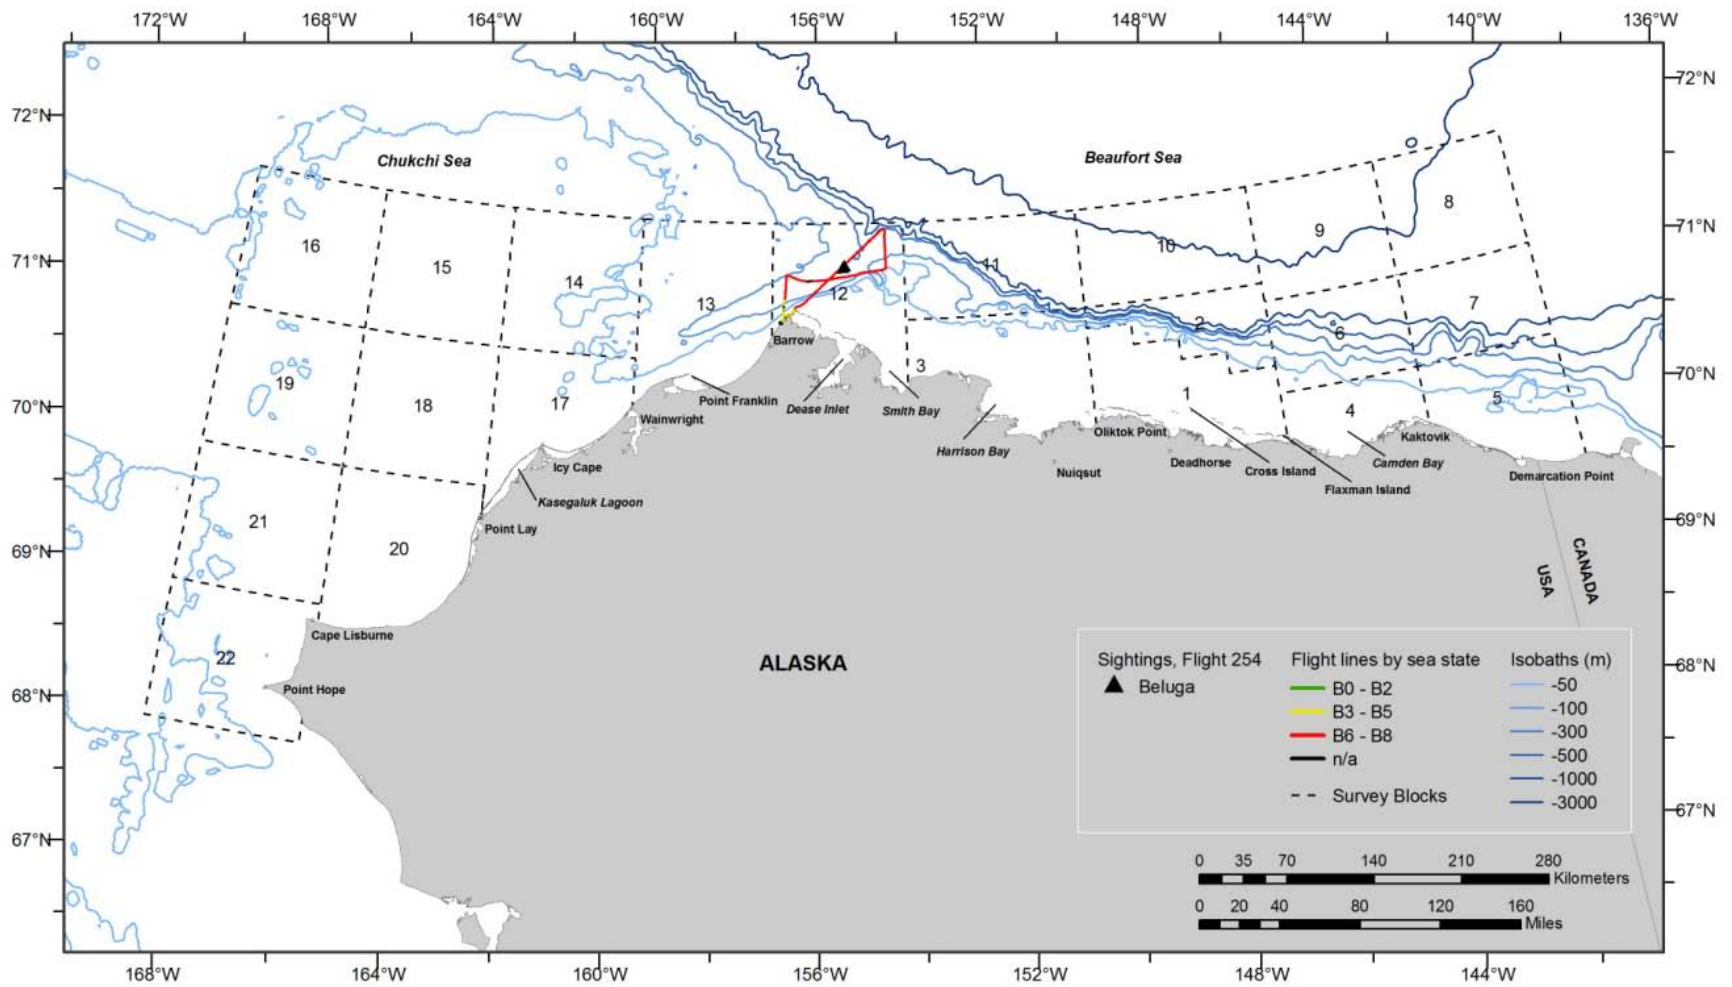 172°W 168°W 164°W 160°W 156°W 152°W 148°W 144°W 140°W 136°W
72°N
72°N
Chukchi Sea
Beaufort Sea
8
9
16
10
71°N
15
11
71°N
14
12
13
7
2
6
Barrow
3
70°N
19
Point Franklin
1
5
18
17
Dease Inlet
Smith Bay
4
70°N
Wainwright
Oliktok Point
Kaktovik
Harrison Bay
Camden Bay
Icy Cape
Nuiqsut
Deadhorse
Cross Island
Demarcation Point
Flaxman Island
Kasegaluk Lagoon
21
Point Lay
69°N
20
69°N
CANADA
USA
Cape Lisburne
22
ALASKA
68°N
Point Hope
68°N
Sightings, Flight 254
Beluga
Flight lines by sea state
B0 - B2
B3 - B5
B6 - B8
n/a
Survey Blocks
Isobaths (m)
-50
-100
-300
-500
-1000
-3000
67°N
67°N
0 35 70 140 210 280
Kilometers
0 20 40 80 120 160
Miles
168°W 164°W 160°W 156°W 152°W 148°W 144°W